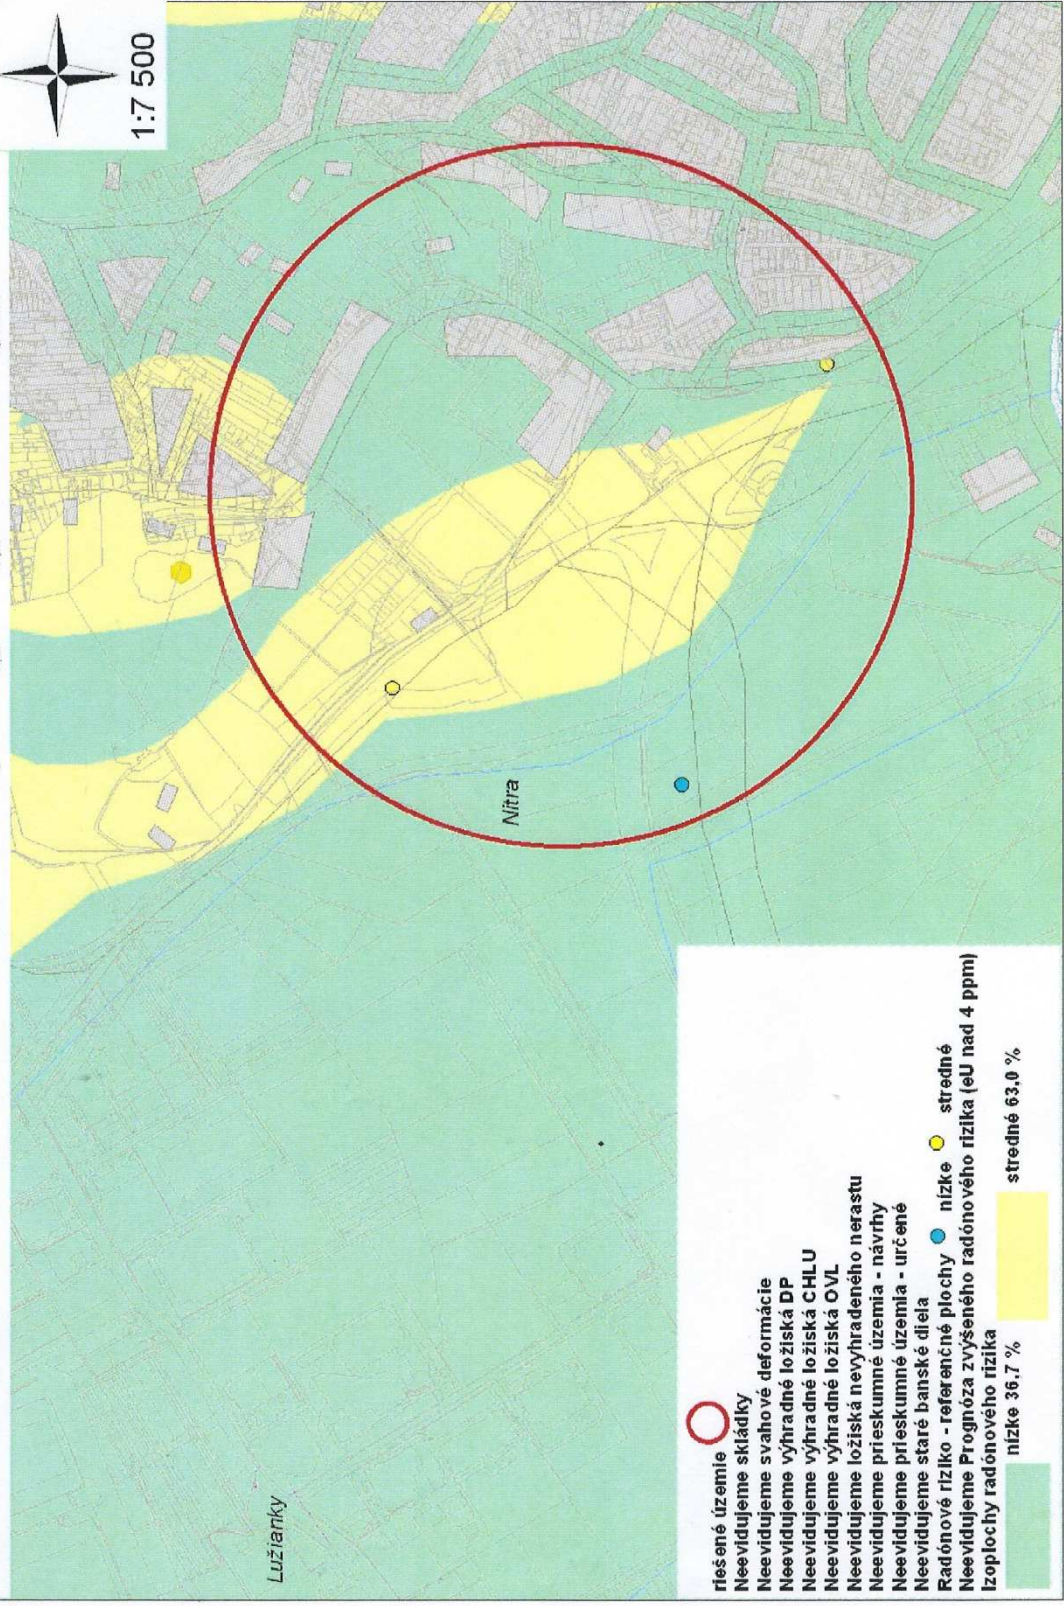 1:7 500
Nitra
Lužianky
riešené územie
Neevidujeme skládky
Neevidujeme svahové deformácie
Neevidujeme výhradné ložiská DP
Neevidujeme výhradné ložiská CHLU
Neevidujeme výhradné ložiská OVL
Neevidujeme ložiská nevyhradeného nerastu
Neevidujeme prieskumné územia - návrhy
Neevidujeme prieskumné územia - určené
Neevidujeme staré banské diela
Radónové riziko - referenčné plochy nízke stredné
Neevidujeme Prognóza zvýšeného radónového rizika (eU nad 4 ppm)
Izoplochy radónového rizika
nízke 36.7 % stredné 63.0 %